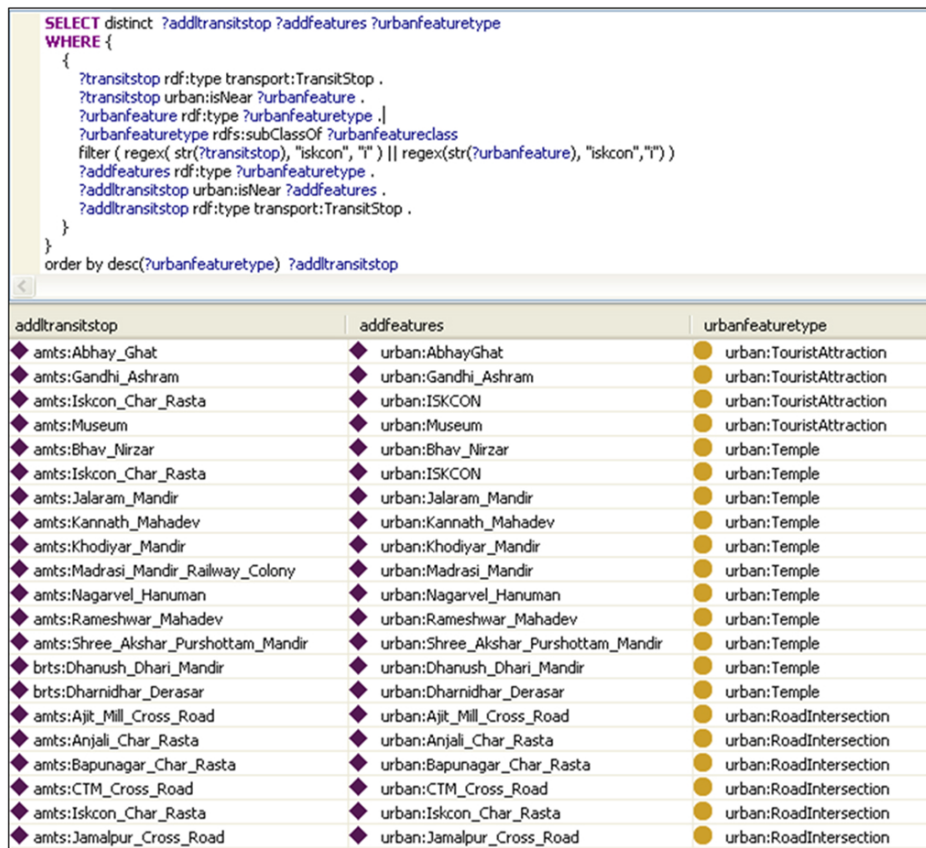 SELECT distinct ?addltransitstop ?addfeatures ?urbanfeaturetype
WHERE {
{
?transitstop rdf:type transport:TransitStop .
?transitstop urban:isNear ?urbanfeature .
?urbanfeature rdf:type ?urbanfeaturetype .
?urbanfeaturetype rdfs:subClassOf ?urbanfeatureclass
filter ( regex( str(?transitstop), "iskcon", "i" ) || regex(str(?urbanfeature), "iskcon","i") )
?addfeatures rdf:type ?urbanfeaturetype .
?addltransitstop urban:isNear ?addfeatures .
?addltransitstop rdf:type transport:TransitStop .
}
}
order by desc(?urbanfeaturetype) ?addltransitstop
addltransitstop addfeatures urbanfeaturetype
amts:Abhay_Ghat urban:AbhayGhat urban:TouristAttraction
amts:Gandhi_Ashram urban:Gandhi_Ashram urban:TouristAttraction
amts:Iskcon_Char_Rasta urban:ISKCON urban:TouristAttraction
amts:Museum urban:Museum urban:TouristAttraction
amts:Bhav_Nirzar urban:Bhav_Nirzar urban:Temple
amts:Iskcon_Char_Rasta urban:ISKCON urban:Temple
amts:Jalaram_Mandir urban:Jalaram_Mandir urban:Temple
amts:Kannath_Mahadev urban:Kannath_Mahadev urban:Temple
amts:Khodiyar_Mandir urban:Khodiyar_Mandir urban:Temple
amts:Madrasi_Mandir_Railway_Colony urban:Madrasi_Mandir urban:Temple
amts:Nagarvel_Hanuman urban:Nagarvel_Hanuman urban:Temple
amts:Rameshwar_Mahadev urban:Rameshwar_Mahadev urban:Temple
amts:Shree_Akshar_Purshottam_Mandir urban:Shree_Akshar_Purshottam_Mandir urban:Temple
brts:Dhanush_Dhari_Mandir urban:Dhanush_Dhari_Mandir urban:Temple
brts:Dharnidhar_Derasar urban:Dharnidhar_Derasar urban:Temple
amts:Ajit_Mill_Cross_Road urban:Ajit_Mill_Cross_Road urban:RoadIntersection
amts:Anjali_Char_Rasta urban:Anjali_Char_Rasta urban:RoadIntersection
amts:Bapunagar_Char_Rasta urban:Bapunagar_Char_Rasta urban:RoadIntersection
amts:CTM_Cross_Road urban:CTM_Cross_Road urban:RoadIntersection
amts:Iskcon_Char_Rasta urban:Iskcon_Char_Rasta urban:RoadIntersection
amts:Jamalpur_Cross_Road urban:Jamalpur_Cross_Road urban:RoadIntersection